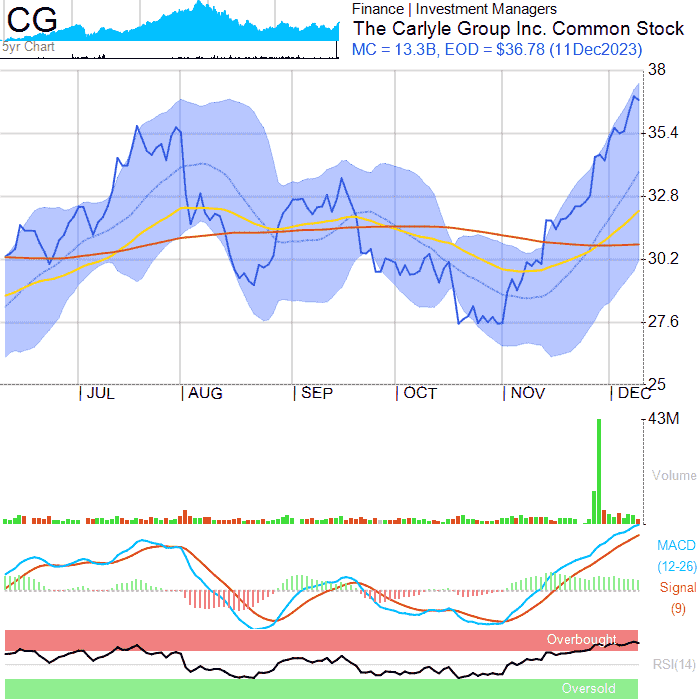 CG
5yr Chart
Finance | Investment Managers
The Carlyle Group Inc. Common Stock
MC = 13.3B, EOD = $36.78 (11Dec2023)
38
35.4
32.8
30.2
27.6
25
JUL
AUG
SEP
OCT
NOV
DEC
43M
Volume
MACD
(12-26)
Signal
(9)
Overbought
RSI(14)
Oversold